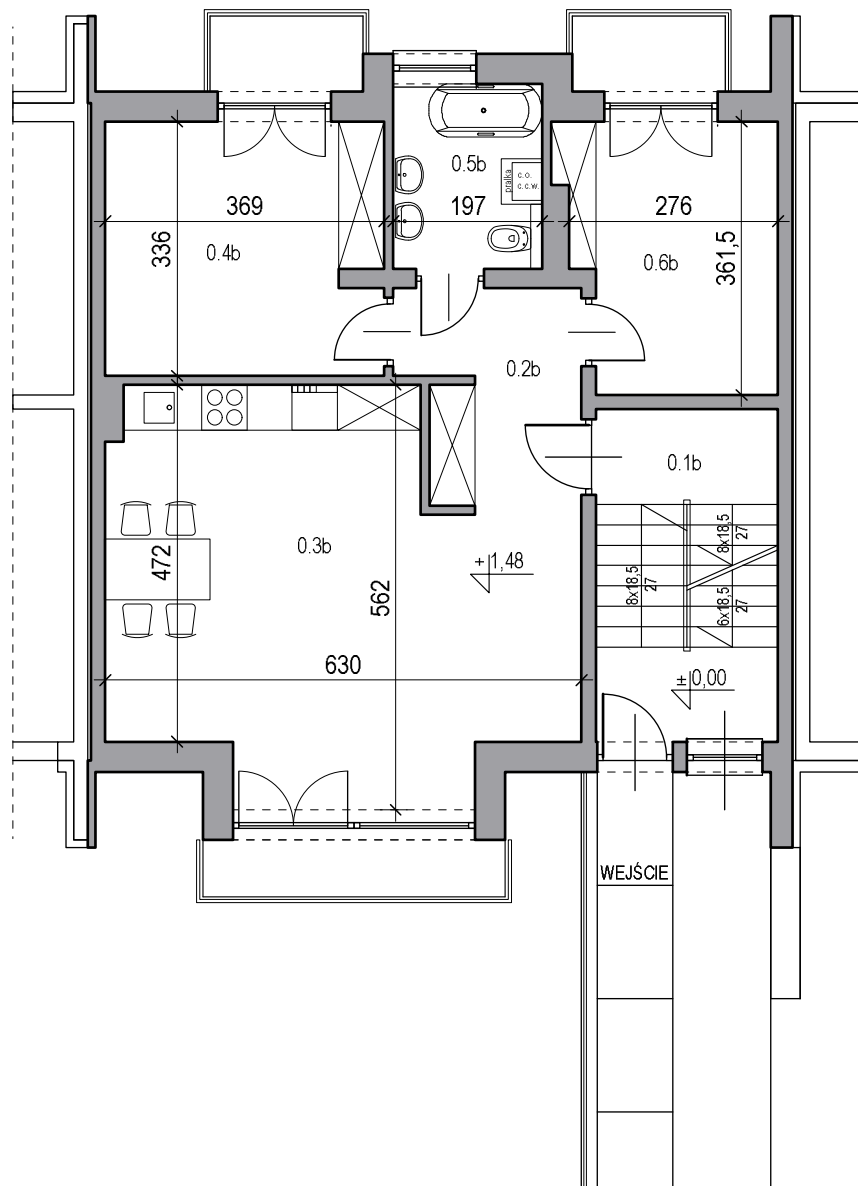 0.5b
pralka
c.o.
c.c.w.
369
197
276
336
0.4b
0.6b
361,5
0.2b
0.1b
0.3b
472
562
+1,48
8x18,5
27
8x18,5
27
6x18,5
27
630
±0,00
WEJŚCIE